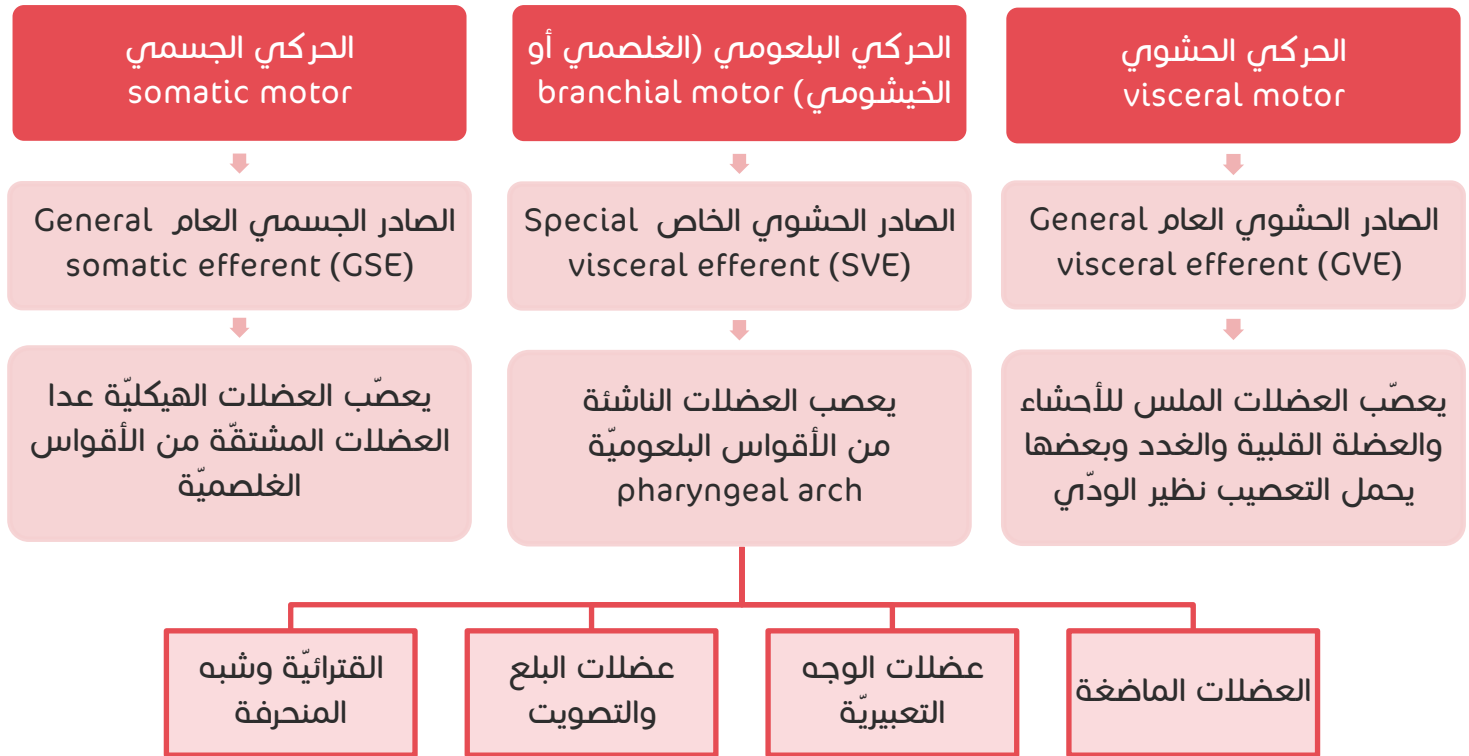 الحركي الحشوي
visceral motor
الحركي البلعومي (الغلصمي أو
الخيشومي) branchial motor
الحركي الجسمي
somatic motor
الصادر الحشوي العام General
visceral efferent (GVE)
الصادر الحشوي الخاص Special
visceral efferent (SVE)
الصادر الجسمي العام General
somatic efferent (GSE)
يعصّب العضلات الملس للأحشاء
والعضلة القلبية والغدد وبعضها
يحمل التعصيب نظير الودّي
يعصب العضلات الناشئة
من الأقواس البلعوميّة
pharyngeal arch
يعصّب العضلات الهيكليّة عدا
العضلات المشتقّة من الأقواس
الغلصميّة
العضلات الماضغة
عضلات الوجه
التعبيريّة
عضلات البلع
والتصويت
القترائيّة وشبه
المنحرفة